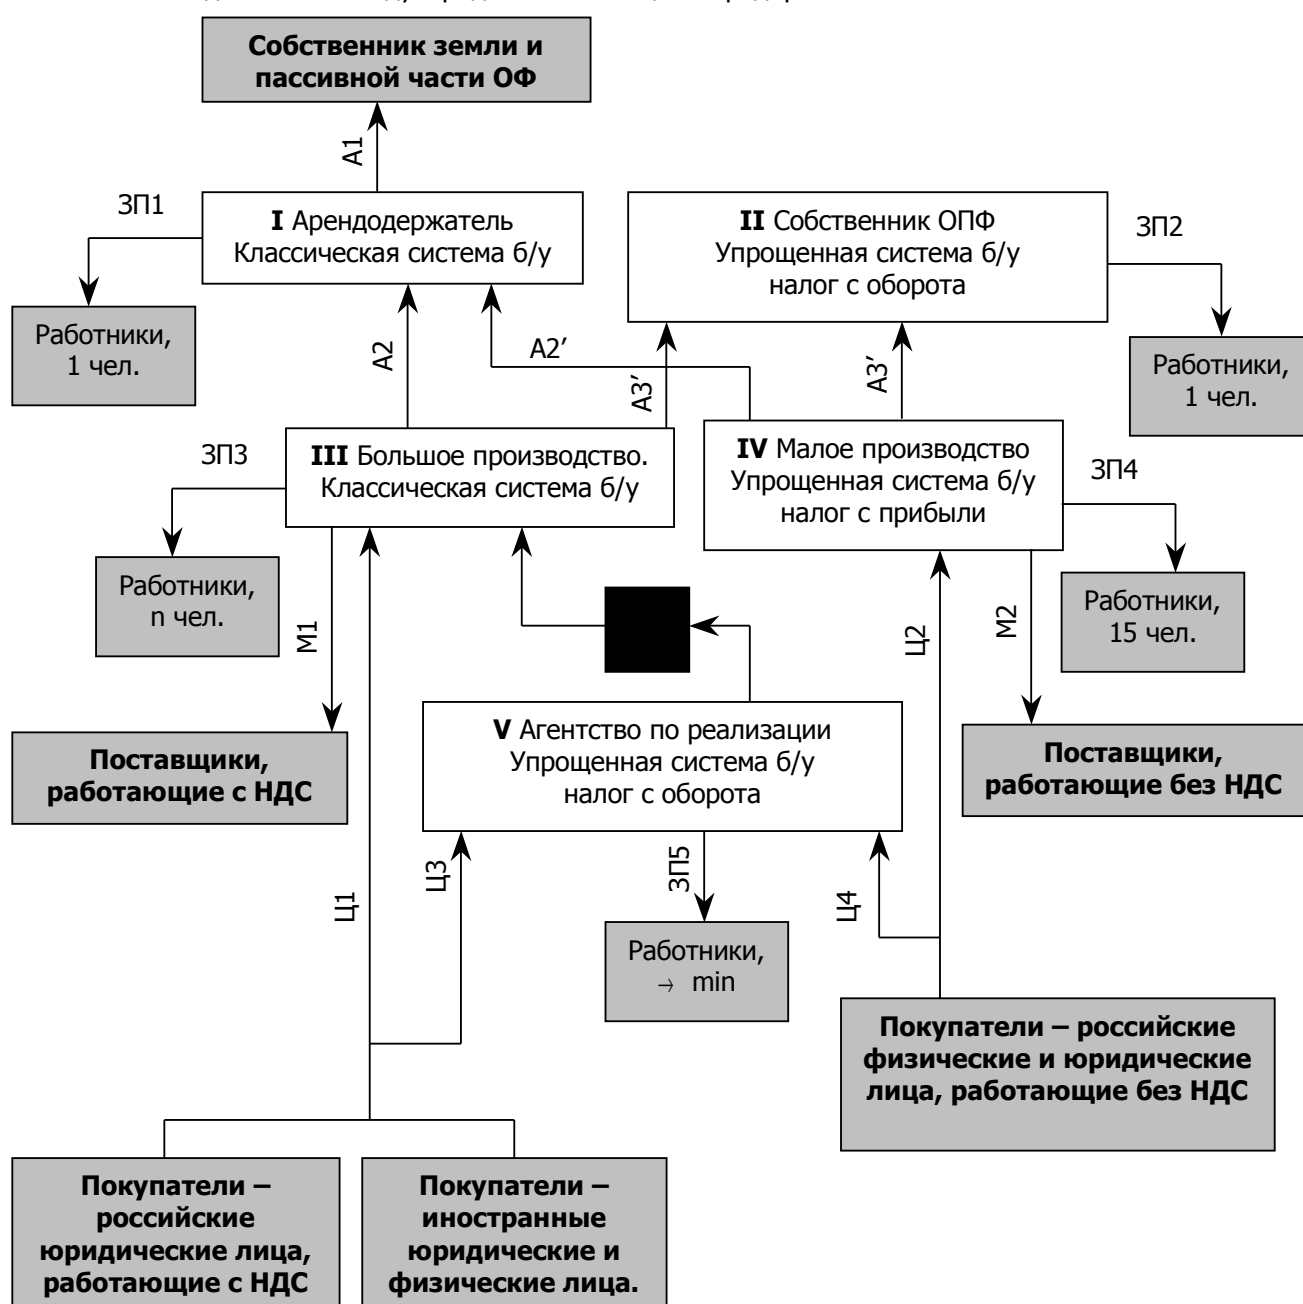 Собственник земли и
пассивной части ОФ
А1
ЗП1
I Арендодержатель
Классическая система б/у
II Собственник ОПФ
Упрощенная система б/у
налог с оборота
ЗП2
Работники,
1 чел.
А2
А2′
А3′
А3′
Работники,
1 чел.
ЗП3
III Большое производство.
Классическая система б/у
IV Малое производство
Упрощенная система б/у
налог с прибыли
ЗП4
Работники,
n чел.
М1
Ц2
М2
Работники,
15 чел.
Поставщики,
работающие с НДС
V Агентство по реализации
Упрощенная система б/у
налог с оборота
Поставщики,
работающие без НДС
Ц1
Ц3
ЗП5
Ц4
Работники,
→ min
Покупатели – российские
физические и юридические
лица, работающие без НДС
Покупатели –
российские
юридические лица,
работающие с НДС
Покупатели –
иностранные
юридические и
физические лица.